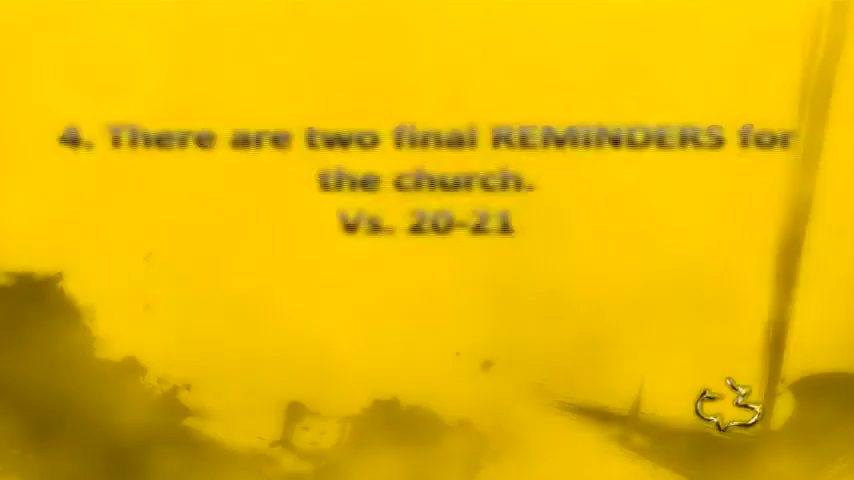 4. There are two final REMINDERS for
the church.
Vs. 20-21